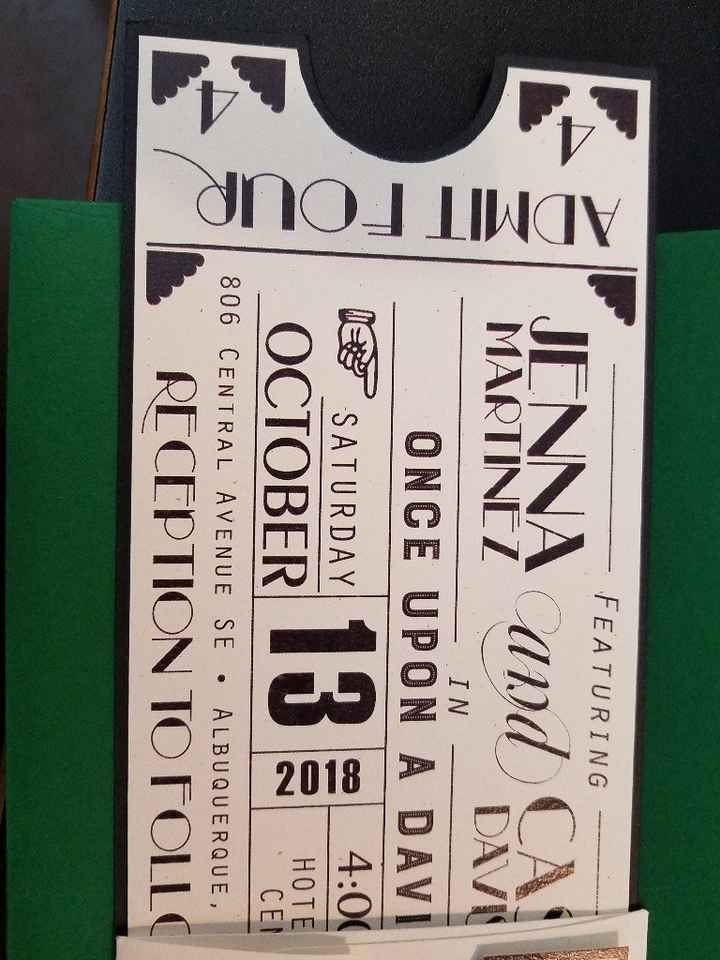 4 4
ADMIT FOUR
FEATURING
JENNA
MARTINEZ
and
IN
ONCE UPON A
SATURDAY
OCTOBER
13
2018
806 CENTRAL AVENUE SE • ALBUQUERQUE,
RECEPTION TO